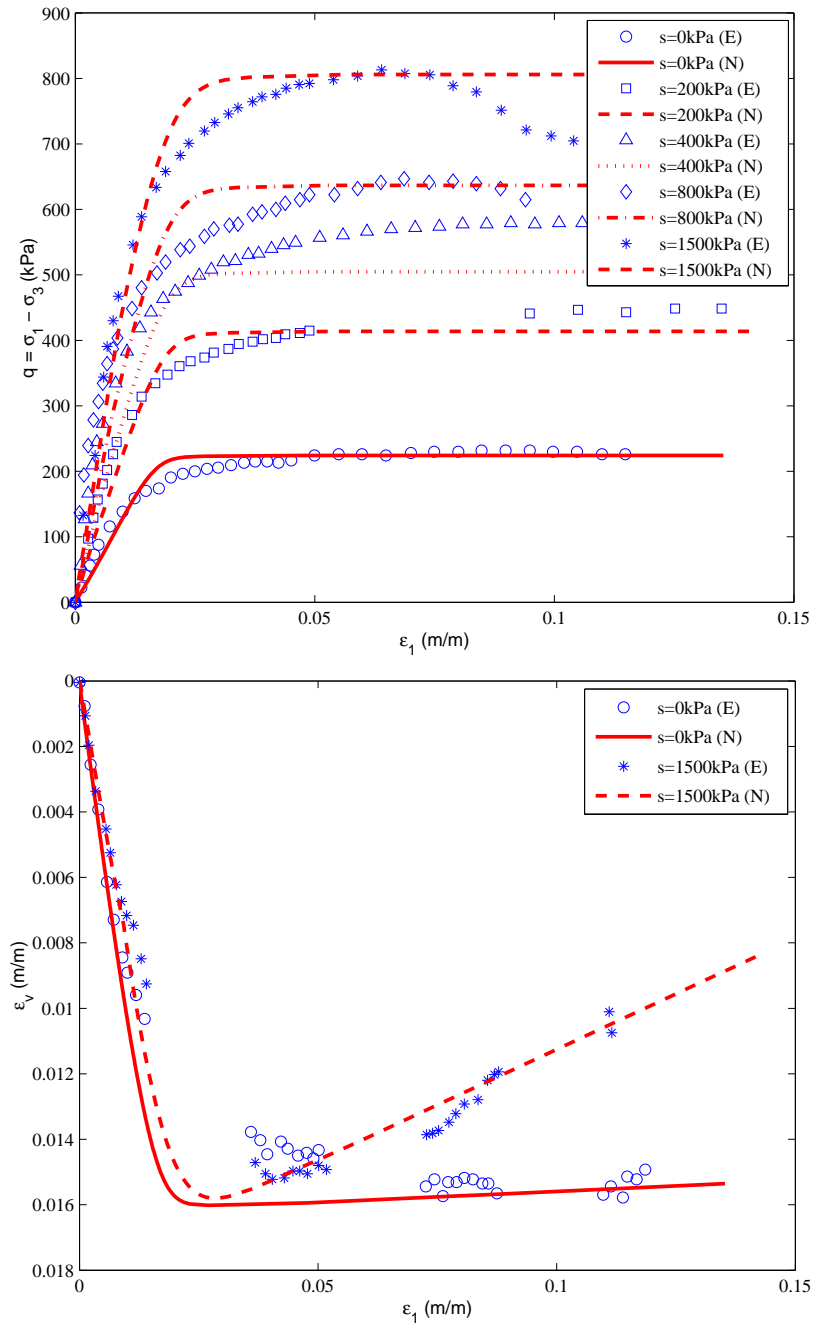 900
800
700
600
500
400
300
200
100
0
q = σ1 − σ3 (kPa)
0
0.05
0.1
0.15
ε1 (m/m)
s=0kPa (E)
s=0kPa (N)
s=200kPa (E)
s=200kPa (N)
s=400kPa (E)
s=400kPa (N)
s=800kPa (E)
s=800kPa (N)
s=1500kPa (E)
s=1500kPa (N)
0
0.002
0.004
0.006
0.008
0.01
0.012
0.014
0.016
0.018
εv (m/m)
0
0.05
0.1
0.15
ε1 (m/m)
s=0kPa (E)
s=0kPa (N)
s=1500kPa (E)
s=1500kPa (N)